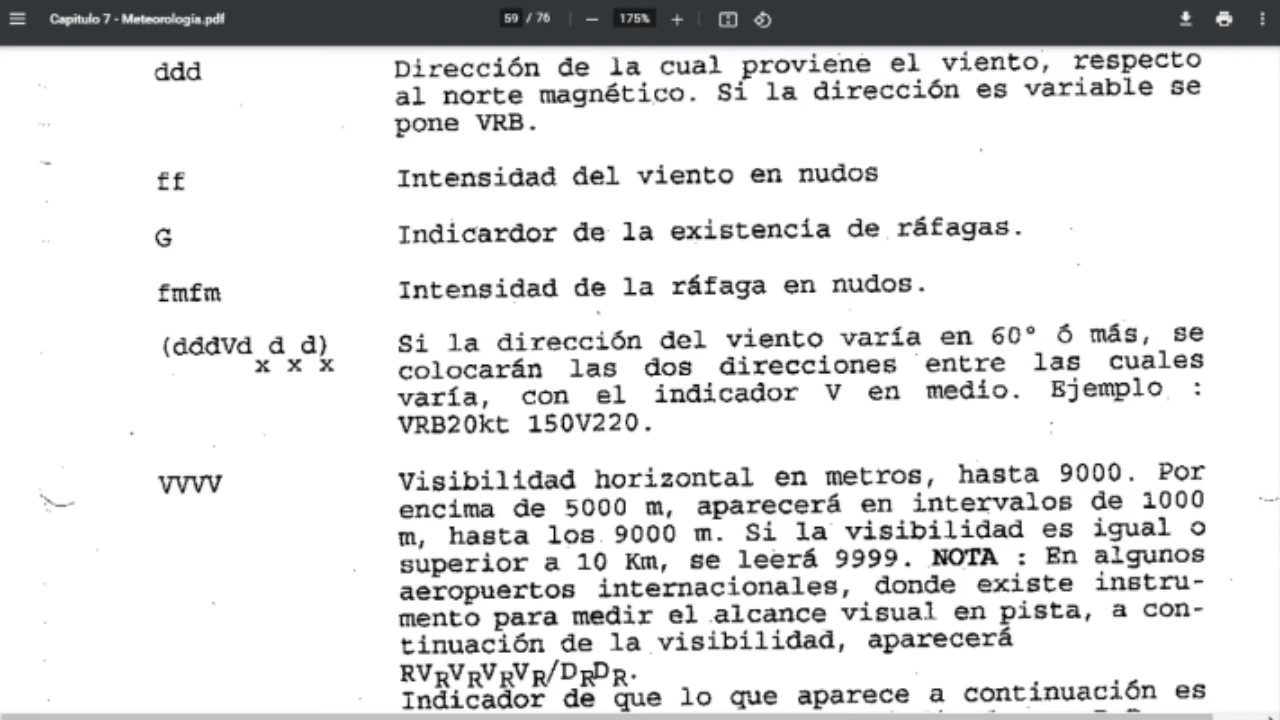 Capitulo 7 - Meteorologia.pdf
59 / 76
175%
ddd Dirección de la cual proviene el viento, respecto
al norte magnético. Si la dirección es variable se
pone VRB.
ff Intensidad del viento en nudos
G Indicardor de la existencia de ráfagas.
fmfm Intensidad de la ráfaga en nudos.
(dddVd d d) Si la dirección del viento varía en 60° ó más, se
x x x colocarán las dos direcciones entre las cuales
varía, con el indicador V en medio. Ejemplo :
VRB20kt 150V220.
VVVV Visibilidad horizontal en metros, hasta 9000. Por
encima de 5000 m, aparecerá en intervalos de 1000
m, hasta los 9000 m. Si la visibilidad es igual o
superior a 10 Km, se leerá 9999. NOTA : En algunos
aeropuertos internacionales, donde existe instru-
mento para medir el alcance visual en pista, a con-
tinuación de la visibilidad, aparecerá
RVRVRVRVR/DRDR.
Indicador de que lo que aparece a continuación es